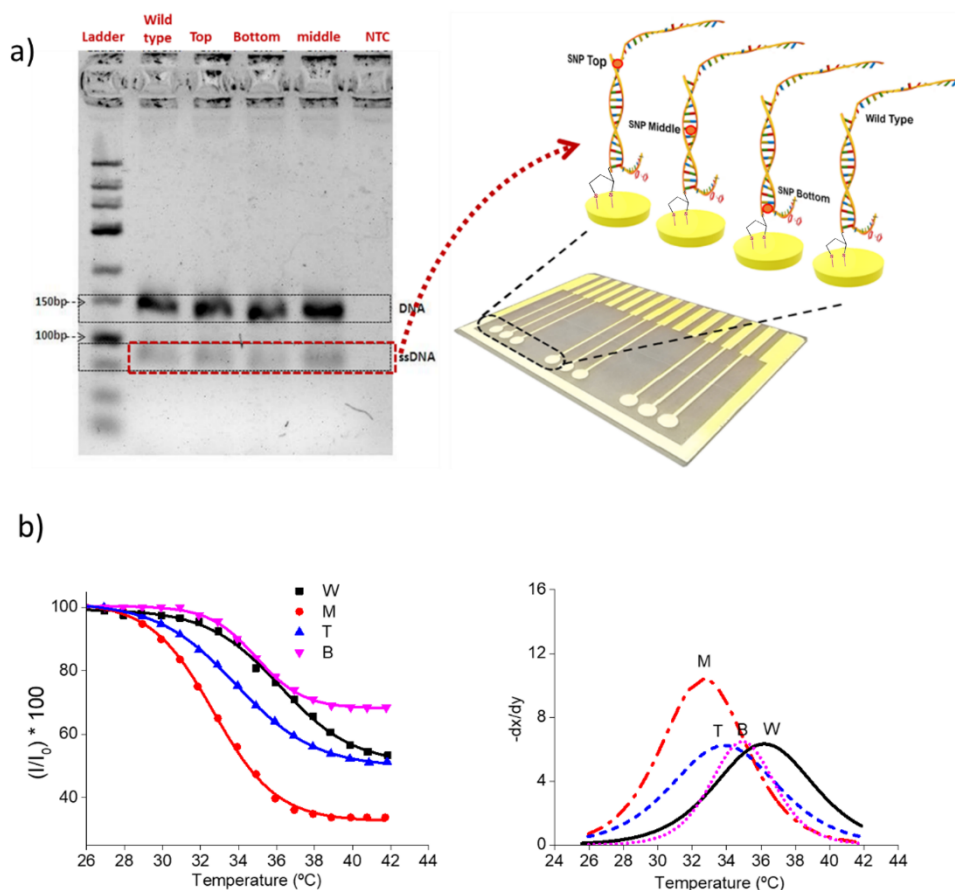 a)
Ladder
Wild
type
Top
Bottom
middle
NTC
150bp
100bp
DNA
ssDNA
SNP Top
SNP Middle
SNP Bottom
Wild Type
b)
W
M
T
B
100
80
60
40
(I/I0) * 100
26 28 30 32 34 36 38 40 42 44
Temperature (ºC)
16
12
8
4
0
-dx/dy
M
T
B
W
26 28 30 32 34 36 38 40 42 44
Temperature (ºC)